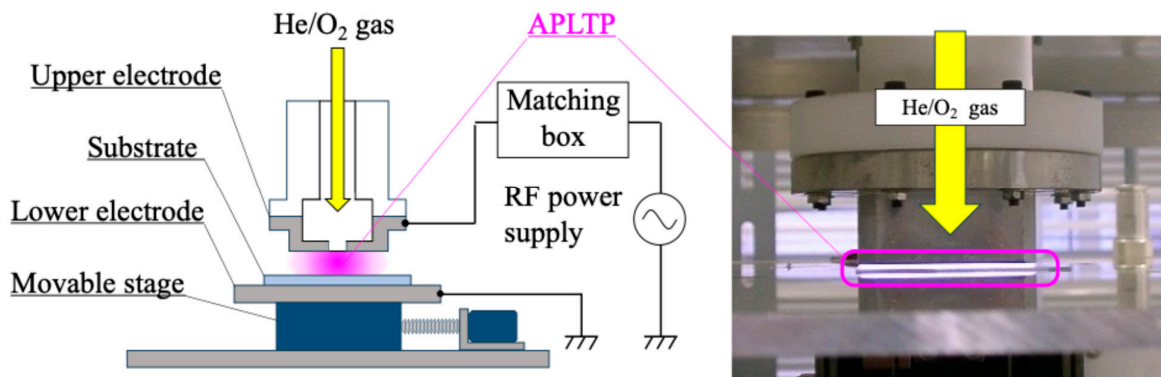 He/O₂ gas
APLTP
Upper electrode
Matching
box
Substrate
RF power
supply
Lower electrode
Movable stage
He/O₂ gas